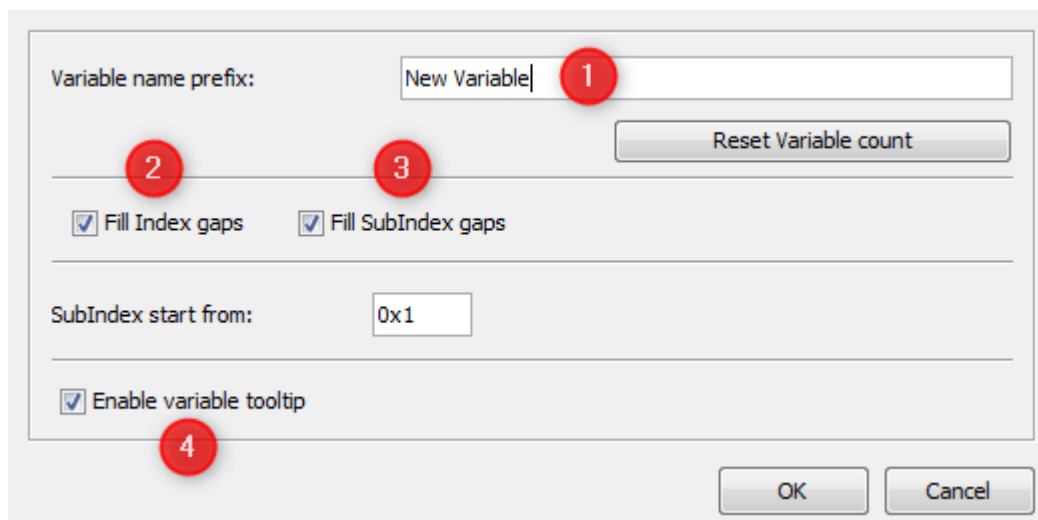 Variable name prefix: New Variable 1
Reset Variable count
2 3
Fill Index gaps Fill SubIndex gaps
SubIndex start from: 0x1
Enable variable tooltip
4
OK Cancel